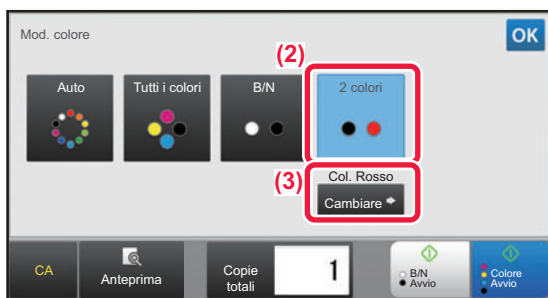 Mod. colore
OK
(2)
Auto
Tutti i colori
B/N
2 colori
(3)
Col. Rosso
Cambiare
CA
Anteprima
Copie
totali
1
B/N
Avvio
Colore
Avvio